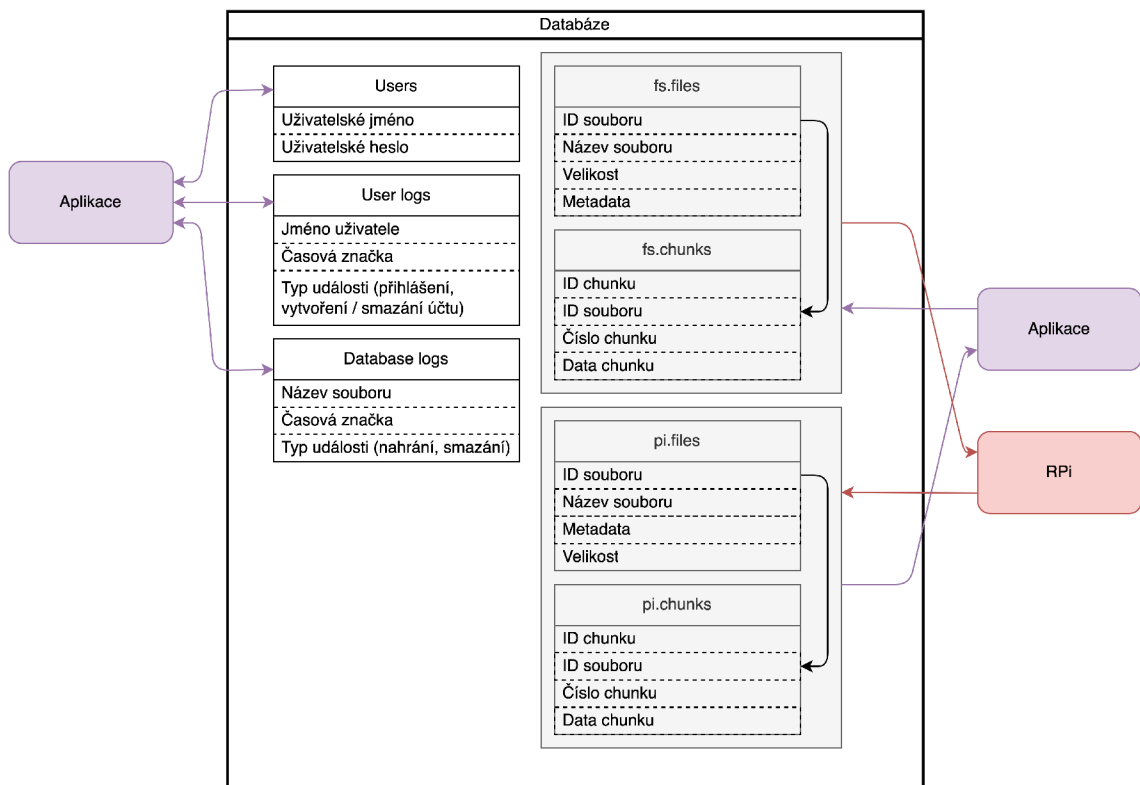 Databáze
Aplikace
Users
Uživatelské jméno
Uživatelské heslo
User logs
Jméno uživatele
Časová značka
Typ události (přihlášení,
vytvoření / smazání účtu)
Database logs
Název souboru
Časová značka
Typ události (nahrání, smazání)
fs.files
ID souboru
Název souboru
Velikost
Metadata
fs.chunks
ID chunku
ID souboru
Číslo chunku
Data chunku
pi.files
ID souboru
Název souboru
Metadata
Velikost
pi.chunks
ID chunku
ID souboru
Číslo chunku
Data chunku
Aplikace
RPi